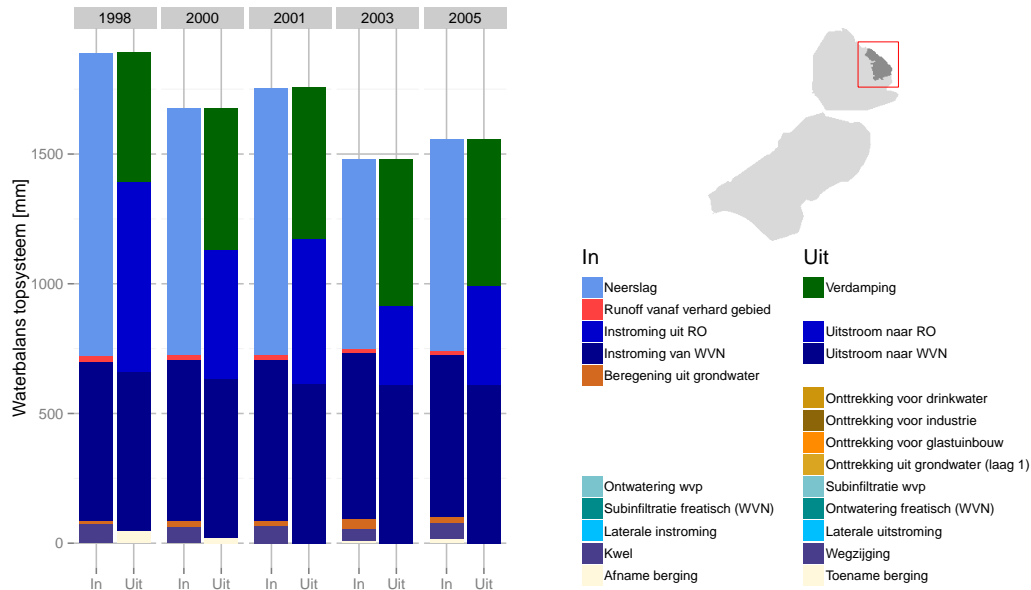 1998 2000 2001 2003 2005
Waterbalans topsysteem [mm]
1500
1000
500
0
In Uit In Uit In Uit In Uit In Uit
In
Neerslag
Runoff vanaf verhard gebied
Instroming uit RO
Instroming van WVN
Beregening uit grondwater
Ontwatering wvp
Subinfiltratie freatisch (WVN)
Laterale instroming
Kwel
Afname berging
Uit
Verdamping
Uitstroom naar RO
Uitstroom naar WVN
Onttrekking voor drinkwater
Onttrekking voor industrie
Onttrekking voor glastuinbouw
Onttrekking uit grondwater (laag 1)
Subinfiltratie wvp
Ontwatering freatisch (WVN)
Laterale uitstroming
Wegzijging
Toename berging